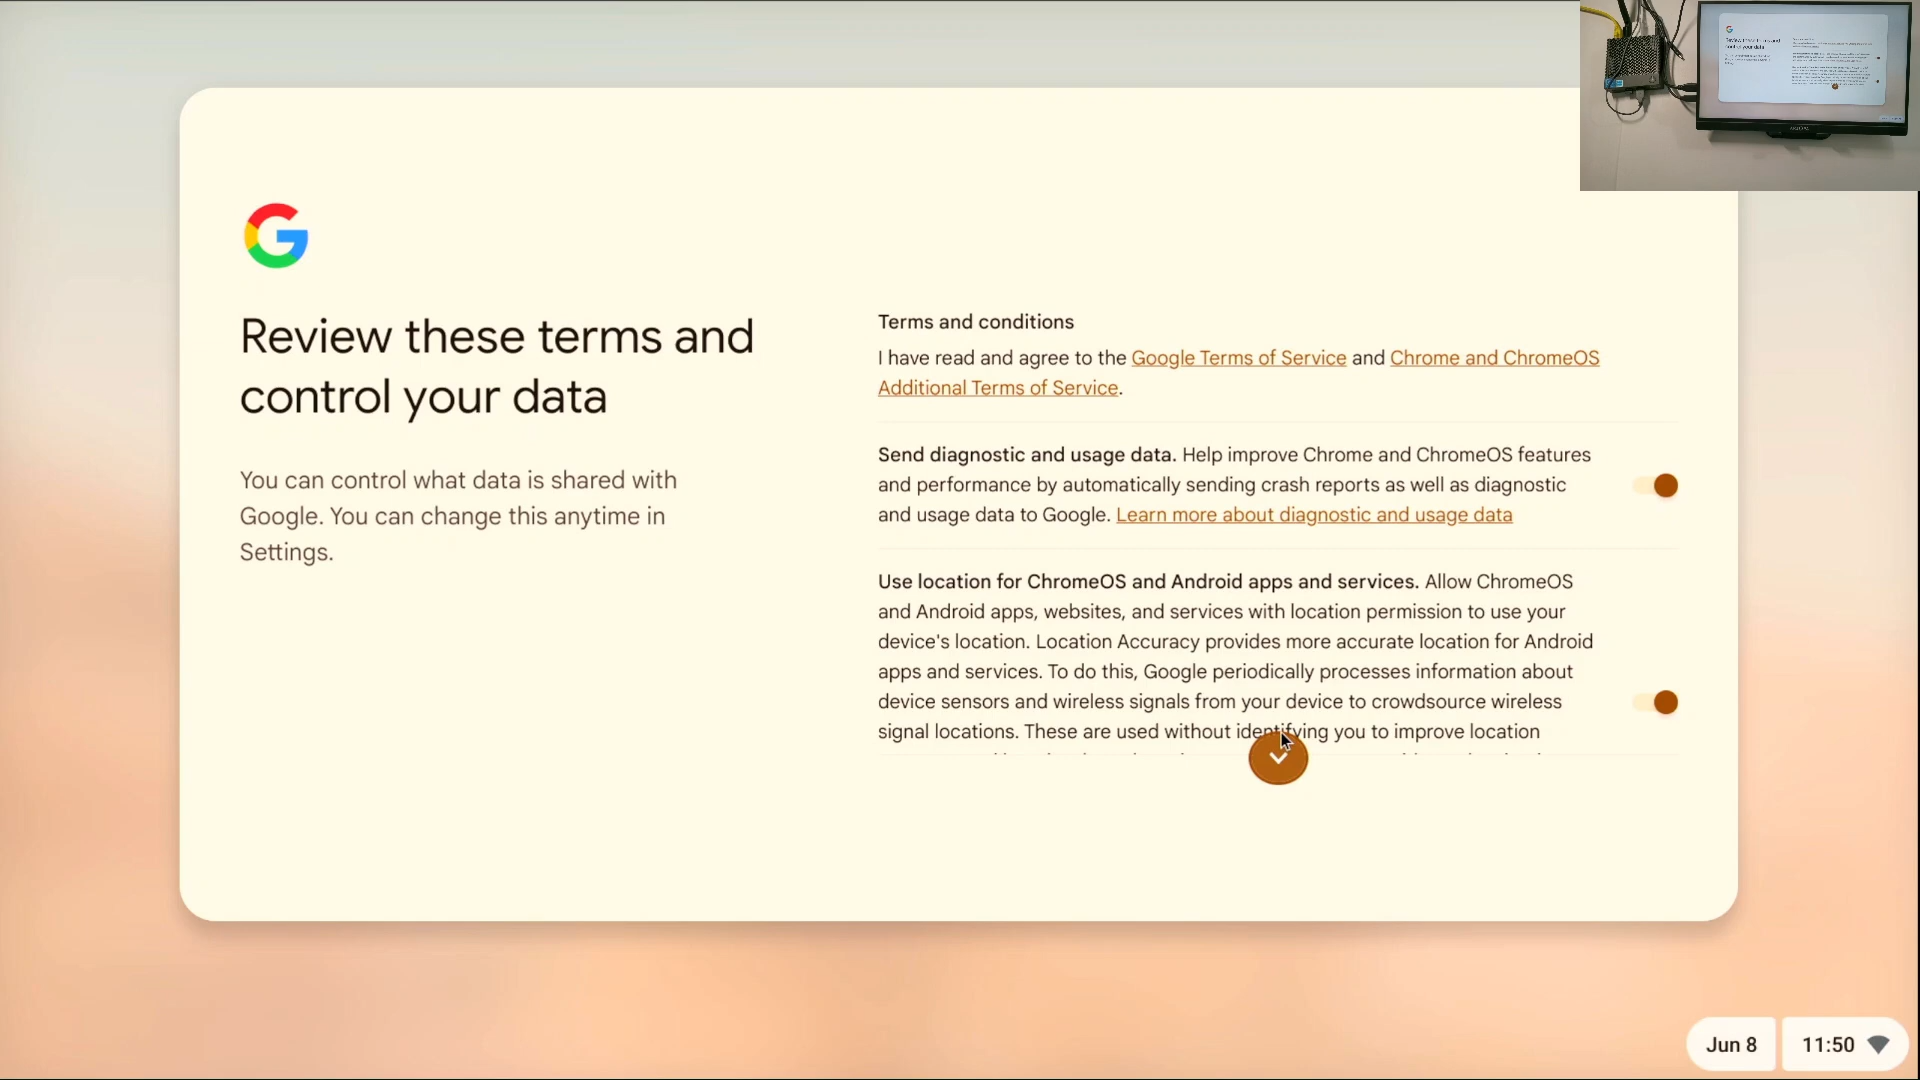 Review these terms and
control your data
You can control what data is shared with
Google. You can change this anytime in
Settings.
Terms and conditions
I have read and agree to the Google Terms of Service and Chrome and ChromeOS
Additional Terms of Service.
Send diagnostic and usage data. Help improve Chrome and ChromeOS features
and performance by automatically sending crash reports as well as diagnostic
and usage data to Google. Learn more about diagnostic and usage data
Use location for ChromeOS and Android apps and services. Allow ChromeOS
and Android apps, websites, and services with location permission to use your
device's location. Location Accuracy provides more accurate location for Android
apps and services. To do this, Google periodically processes information about
device sensors and wireless signals from your device to crowdsource wireless
signal locations. These are used without identifying you to improve location
Jun 8
11:50
Review these terms and
control your data